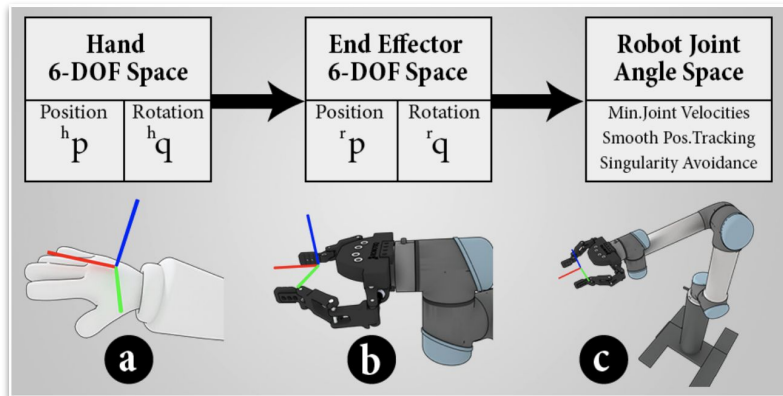 Hand
6-DOF Space
Position
Rotation
hp
hq
End Effector
6-DOF Space
Position
Rotation
rp
rq
Robot Joint
Angle Space
Min.Joint Velocities
Smooth Pos.Tracking
Singularity Avoidance
a
b
c